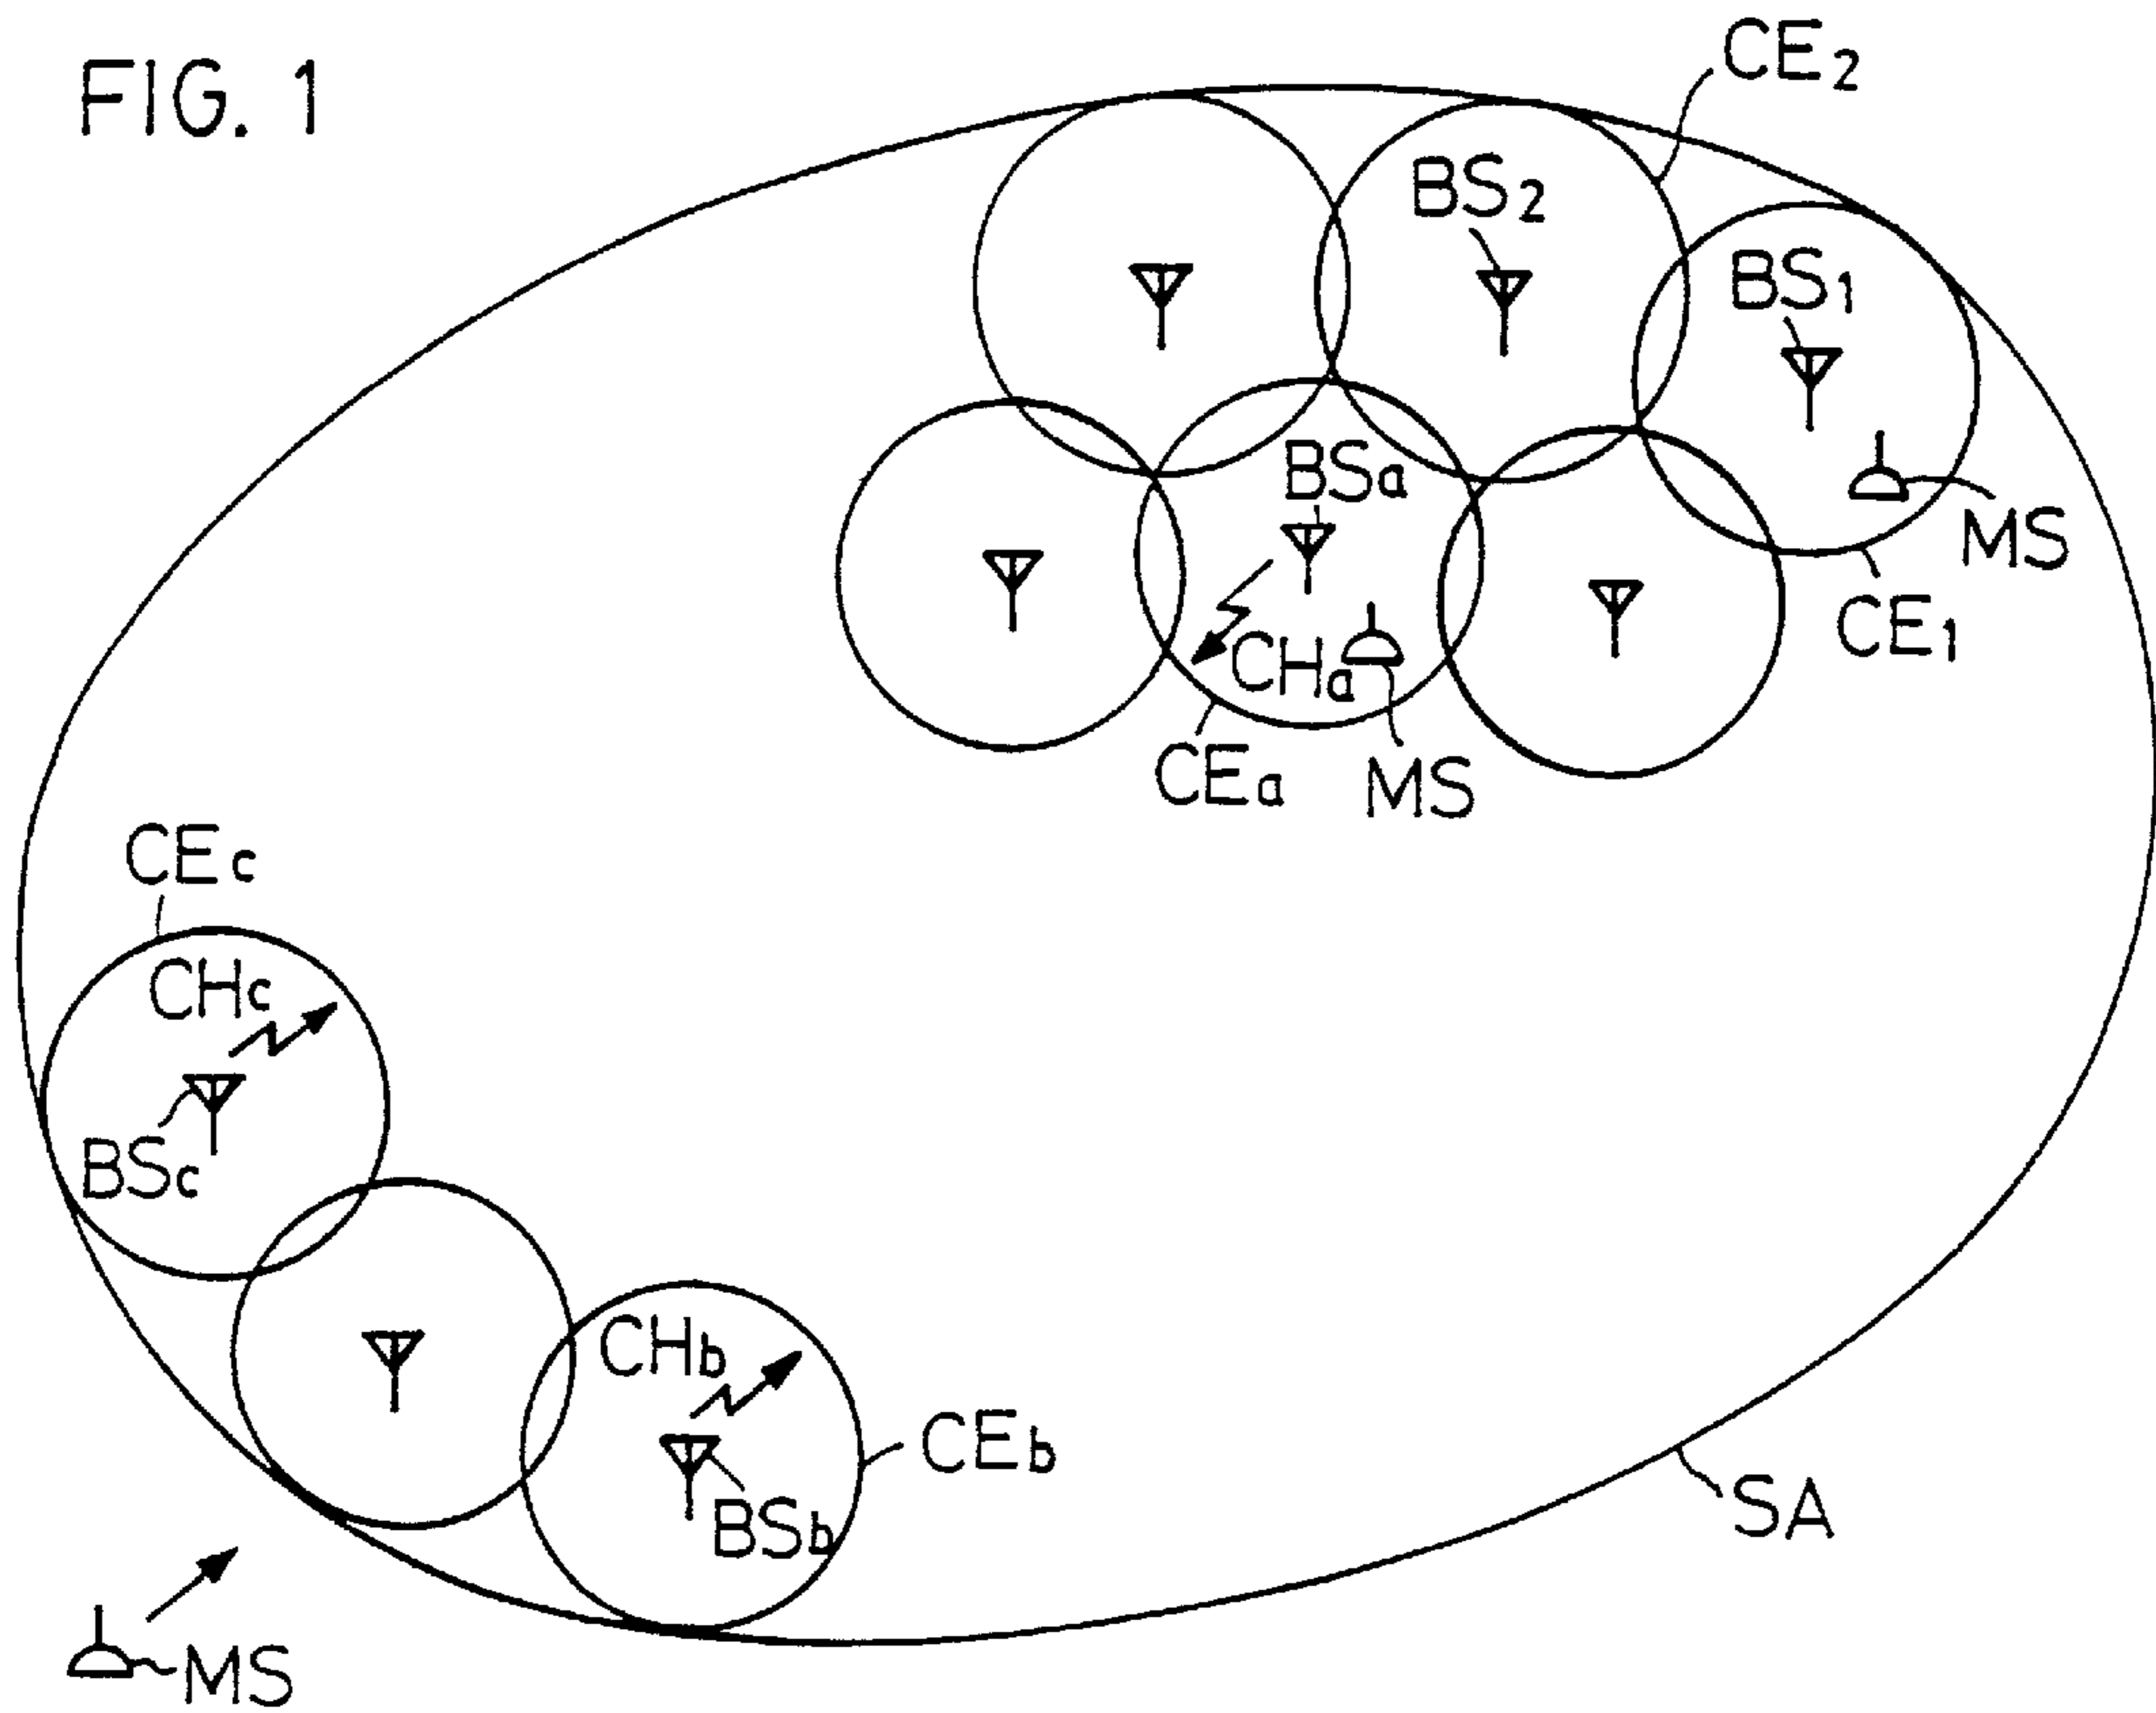 FIG. 1
CE2
BS2
BS1
BSa
MS
CE1
CHa
CEa
MS
CEc
CHc
BSc
CHb
CEb
BSb
SA
MS